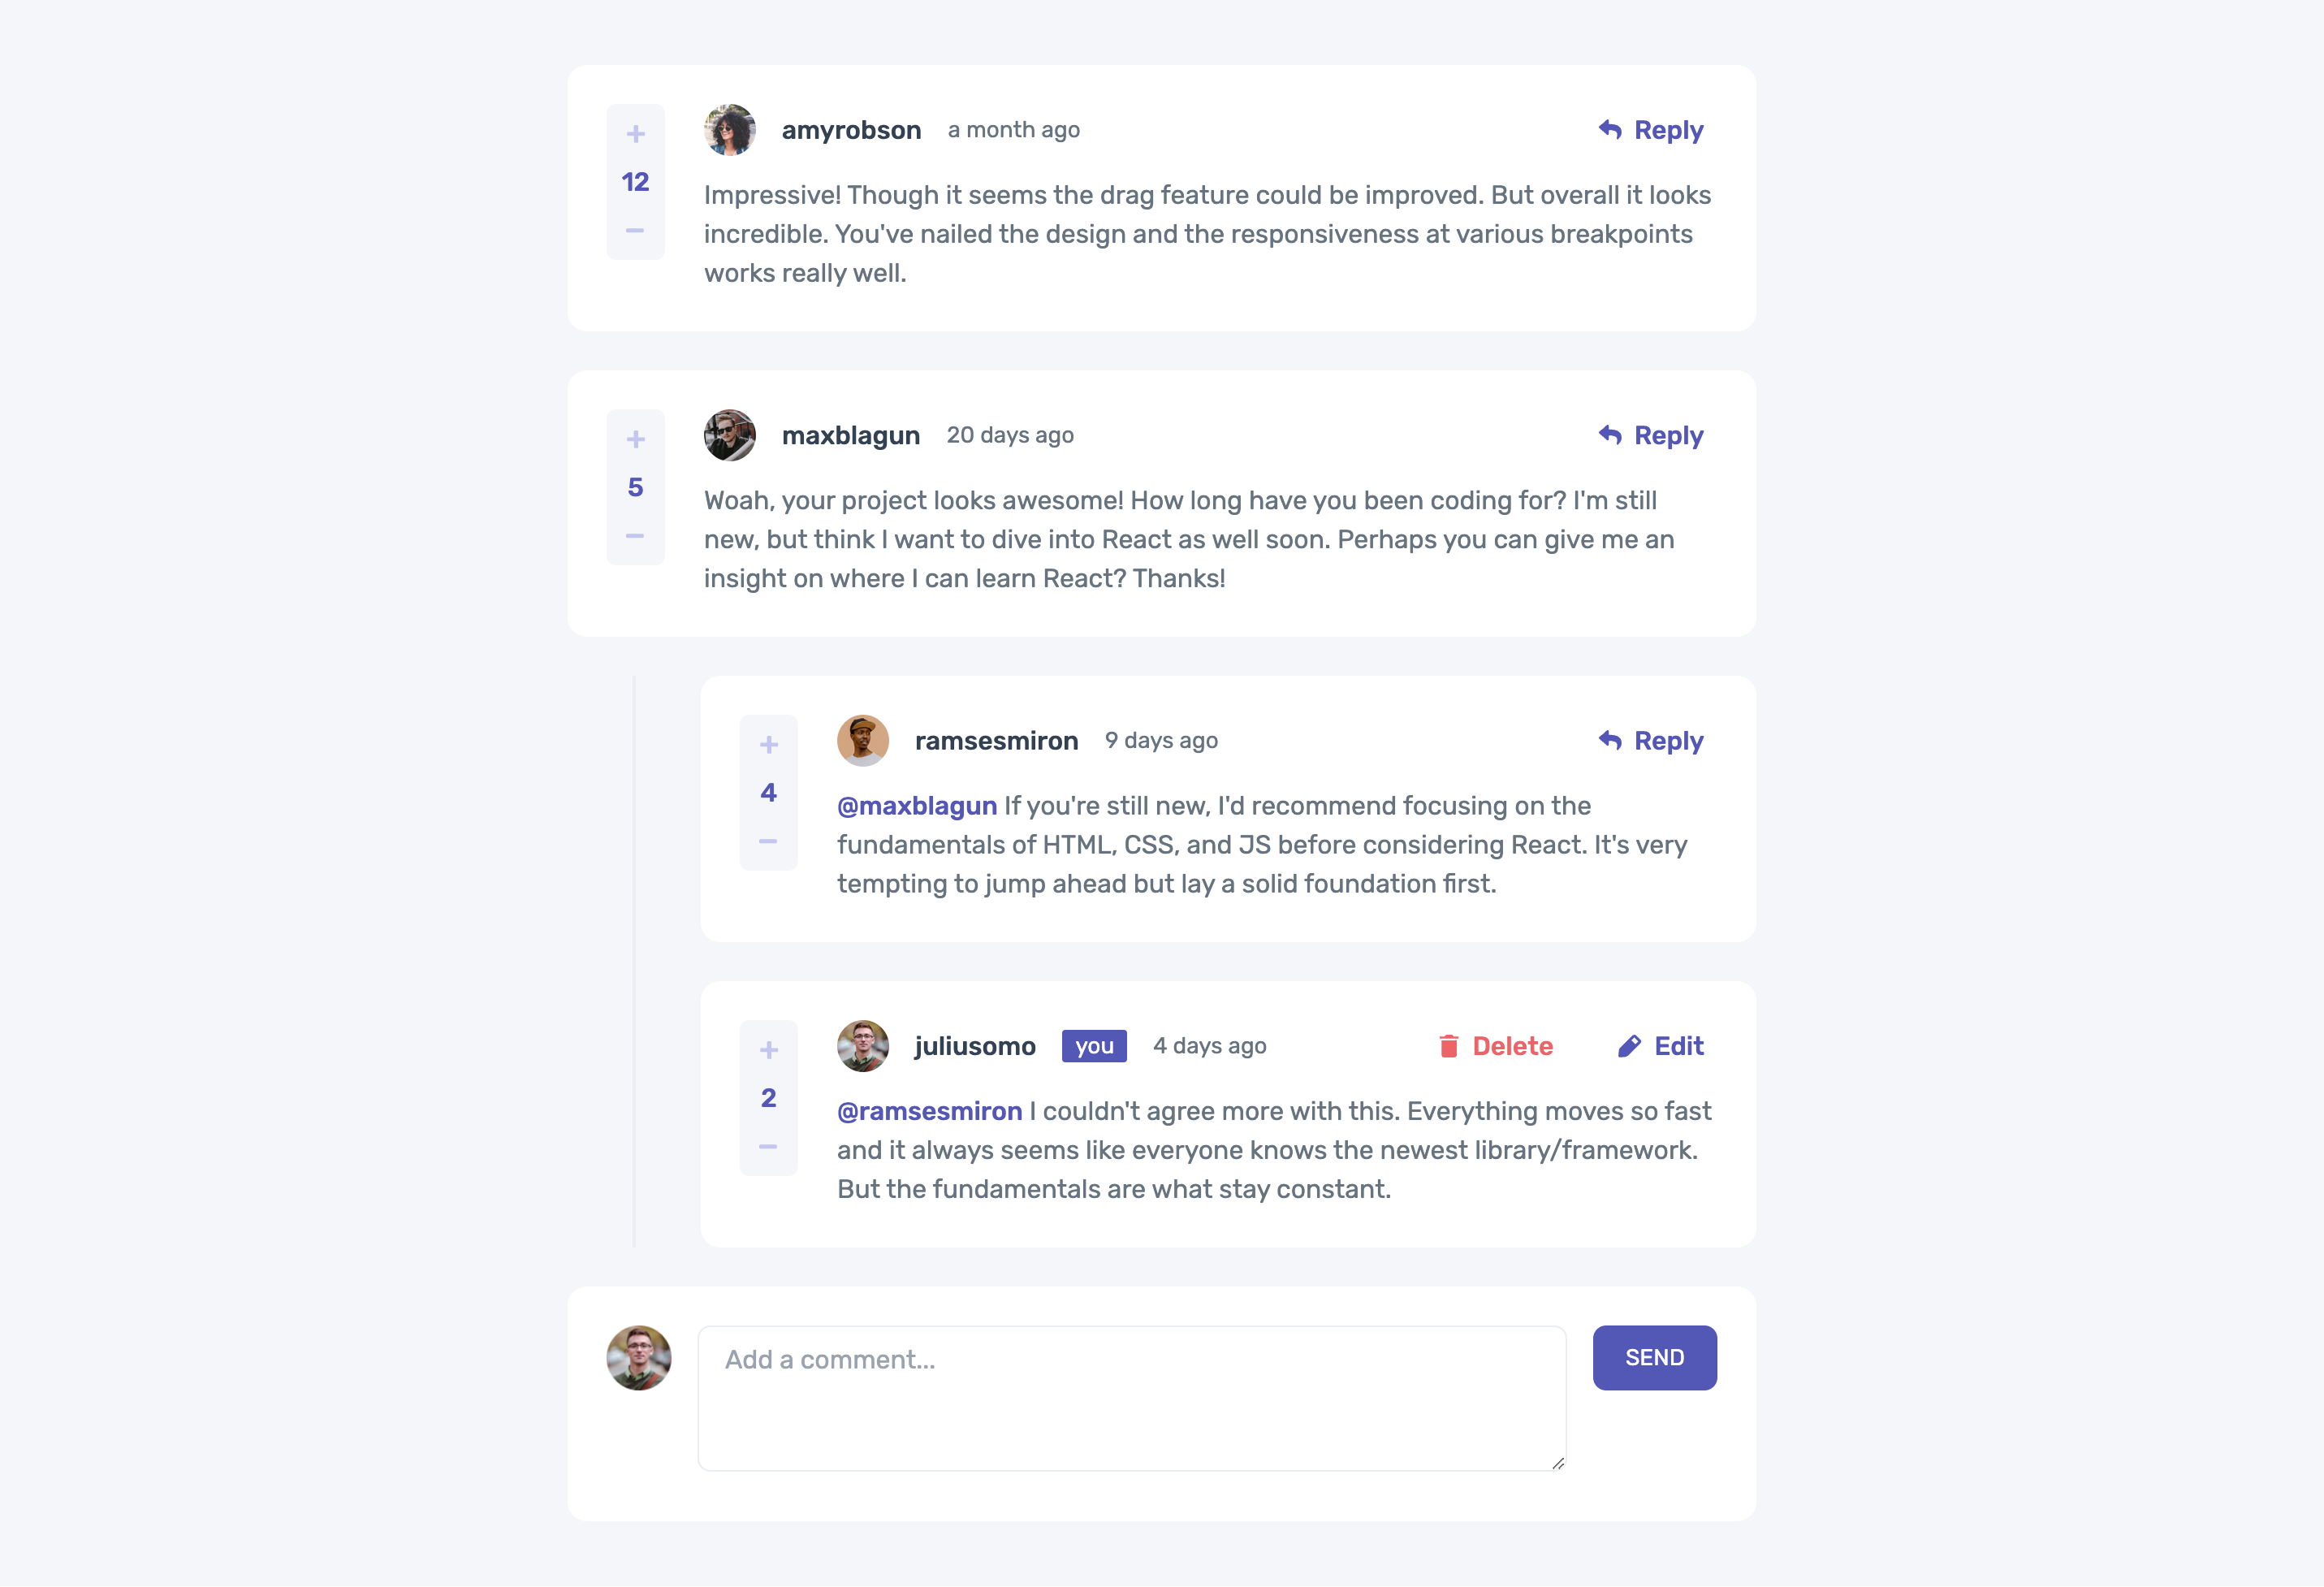 +
12
−
amyrobson a month ago Reply
Impressive! Though it seems the drag feature could be improved. But overall it looks
incredible. You've nailed the design and the responsiveness at various breakpoints
works really well.
+
5
−
maxblagun 20 days ago Reply
Woah, your project looks awesome! How long have you been coding for? I'm still
new, but think I want to dive into React as well soon. Perhaps you can give me an
insight on where I can learn React? Thanks!
+
4
−
ramsesmiron 9 days ago Reply
@maxblagun If you're still new, I'd recommend focusing on the
fundamentals of HTML, CSS, and JS before considering React. It's very
tempting to jump ahead but lay a solid foundation first.
+
2
−
juliusomo you 4 days ago Delete Edit
@ramsesmiron I couldn't agree more with this. Everything moves so fast
and it always seems like everyone knows the newest library/framework.
But the fundamentals are what stay constant.
Add a comment...
SEND